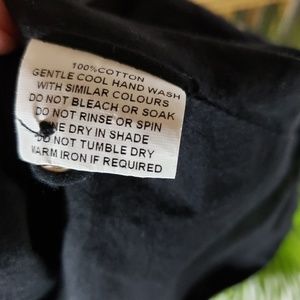 100%COTTON
GENTLE COOL HAND WASH
WITH SIMILAR COLOURS
DO NOT BLEACH OR SOAK
DO NOT RINSE OR SPIN
DRY IN SHADE
NOT TUMBLE DRY
WARM IRON IF REQUIRED